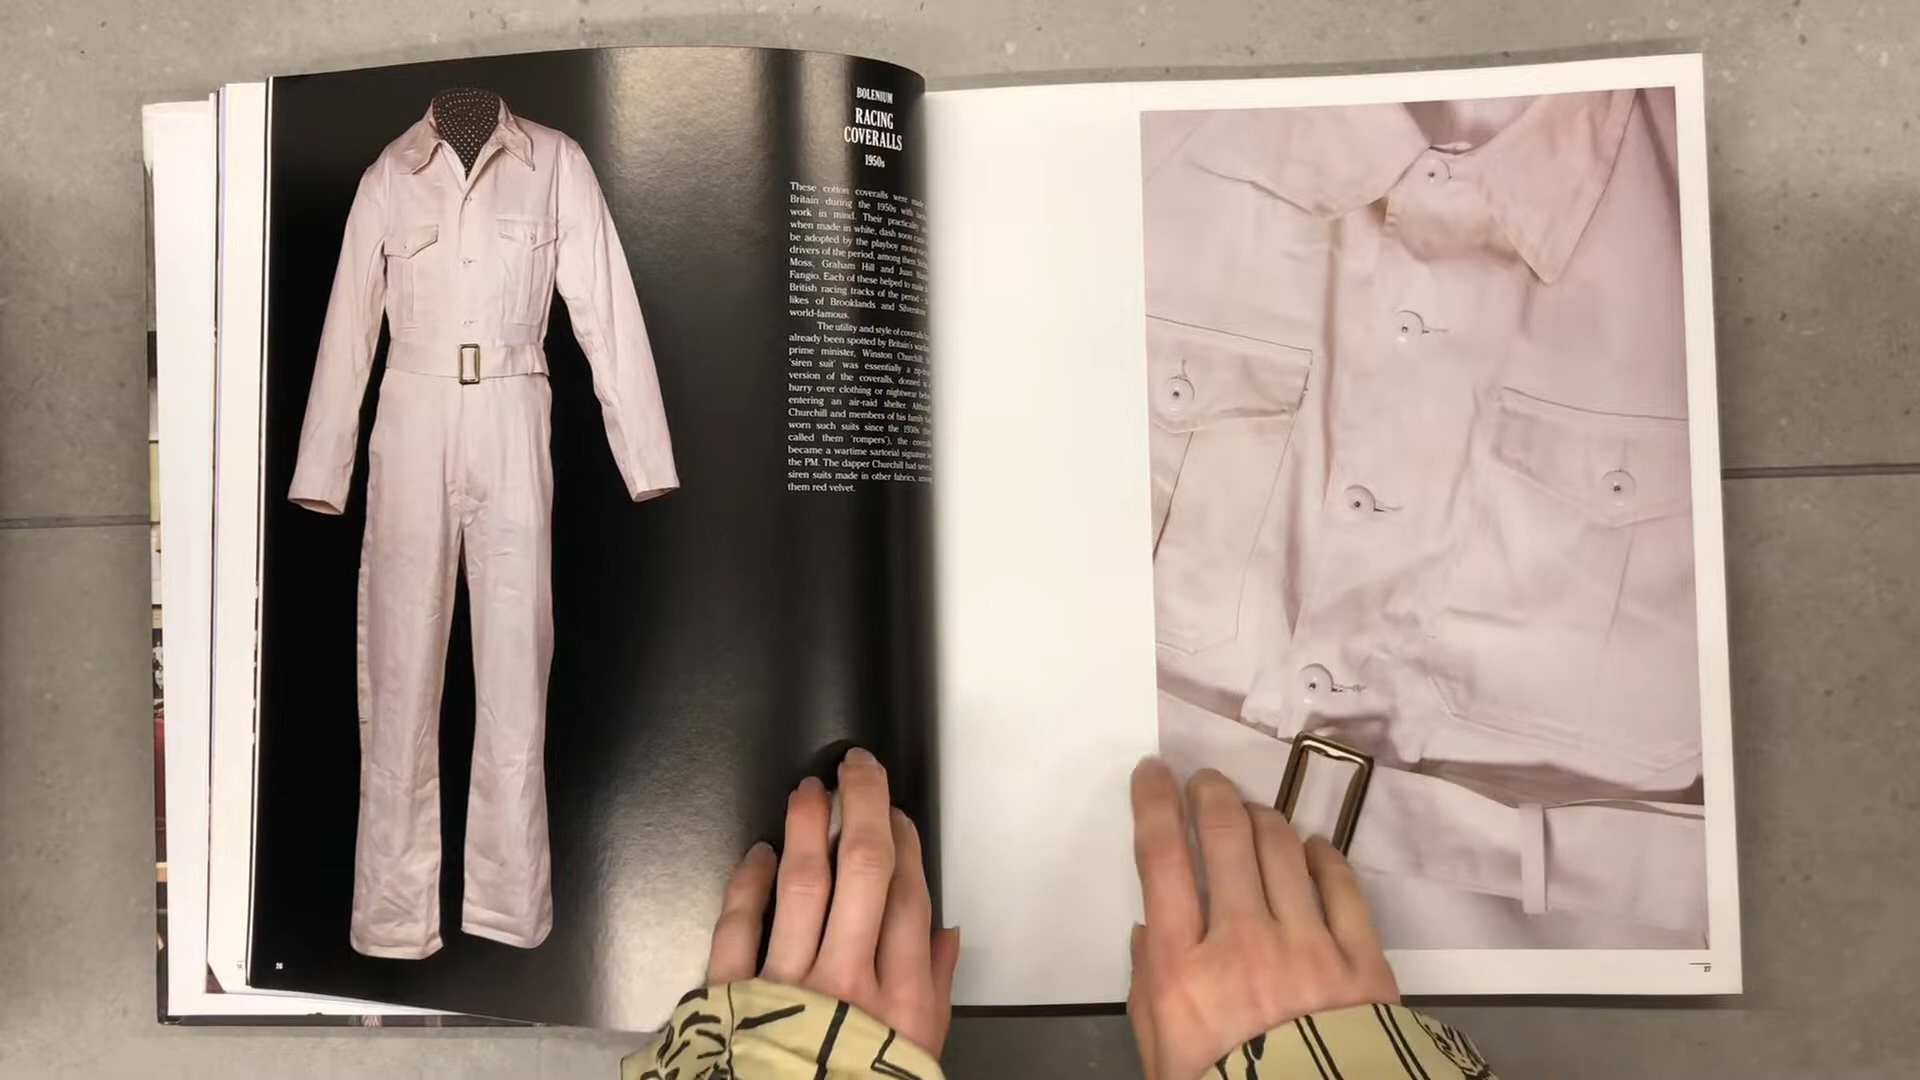 BOLENIUM
RACING
COVERALLS
1950s
These cotton coveralls were made
Britain during the 1950s with
work in mind. Their practicality
when made in white, dash soon
be adopted by the playboy motor
drivers of the period, among them
Moss, Graham Hill and Juan
Fangio. Each of these helped to make
British racing tracks of the period -
likes of Brooklands and Silverstone
world-famous.
The utility and style of coveralls
already been spotted by Britain's
prime minister, Winston Churchill.
'siren suit' was essentially a
version of the coveralls, donned
hurry over clothing or nightwear
entering an air-raid shelter.
Churchill and members of his family
worn such suits since the 1930s
called them 'rompers'), the
became a wartime sartorial signature
the PM. The dapper Churchill had
siren suits made in other fabrics,
them red velvet.
26
27